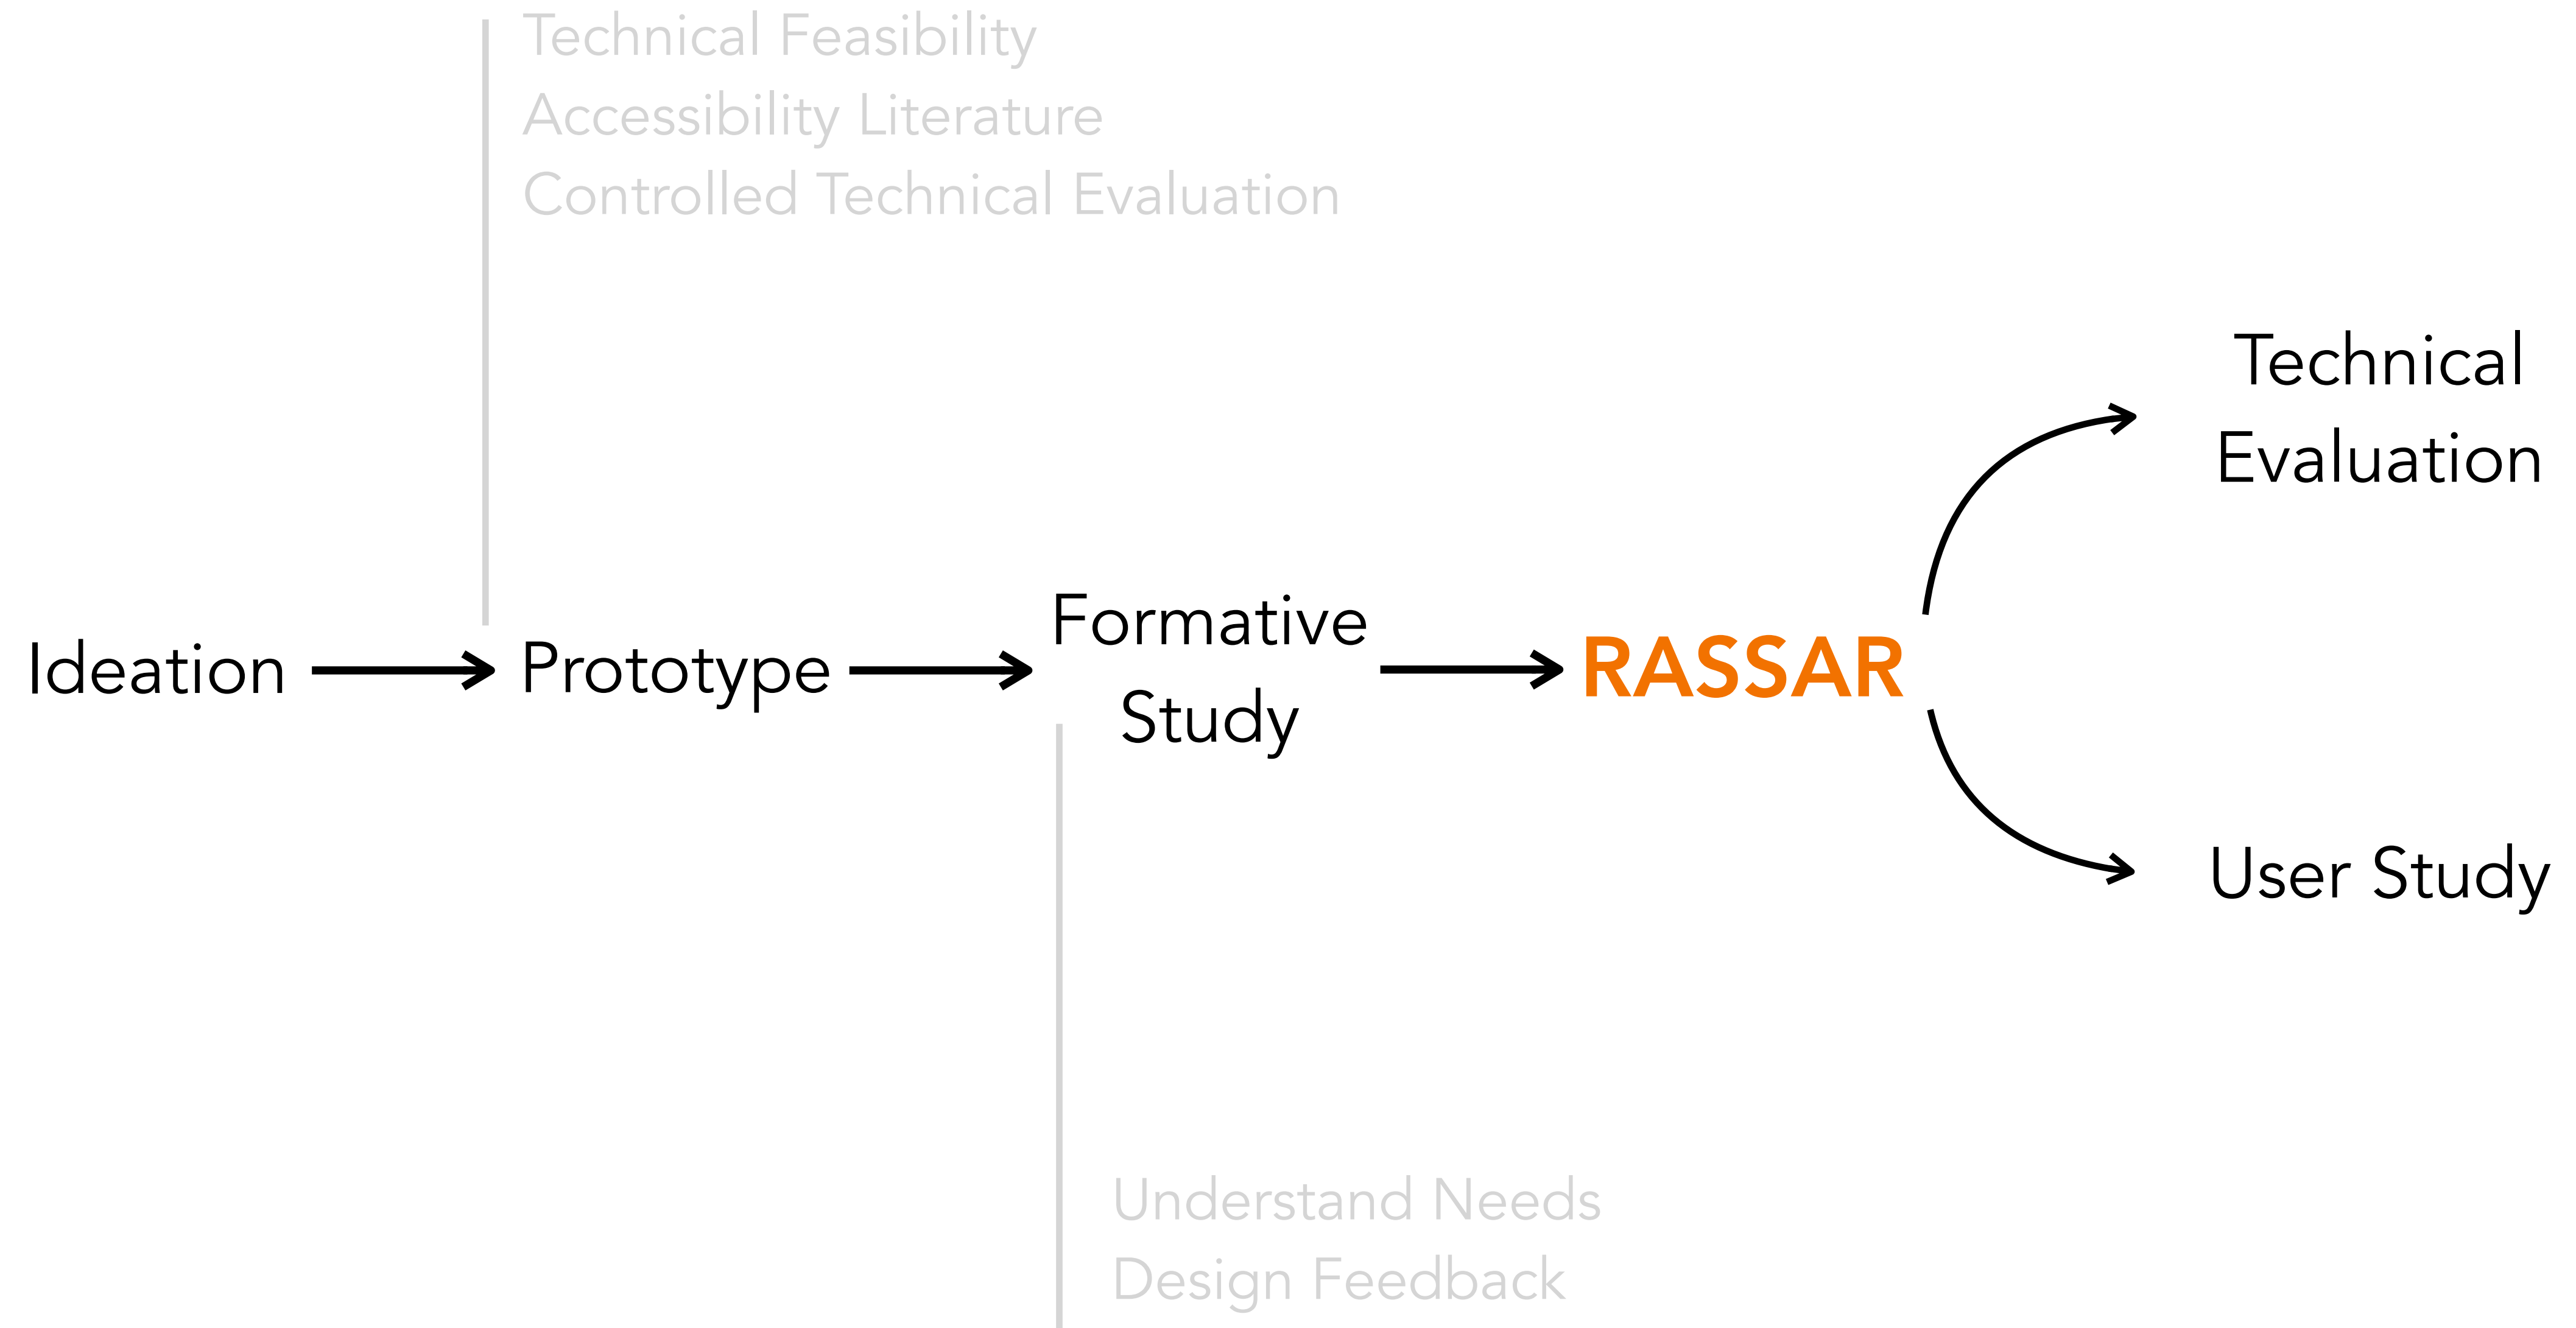 Technical Feasibility
Accessibility Literature
Controlled Technical Evaluation
Ideation
Prototype
Formative
Study
RASSAR
Technical
Evaluation
User Study
Understand Needs
Design Feedback